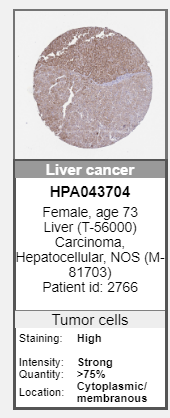 Liver cancer
HPA043704
Female, age 73
Liver (T-56000)
Carcinoma,
Hepatocellular, NOS (M-
81703)
Patient id: 2766
Tumor cells
Staining: High
Intensity: Strong
Quantity: >75%
Location: Cytoplasmic/
membranous